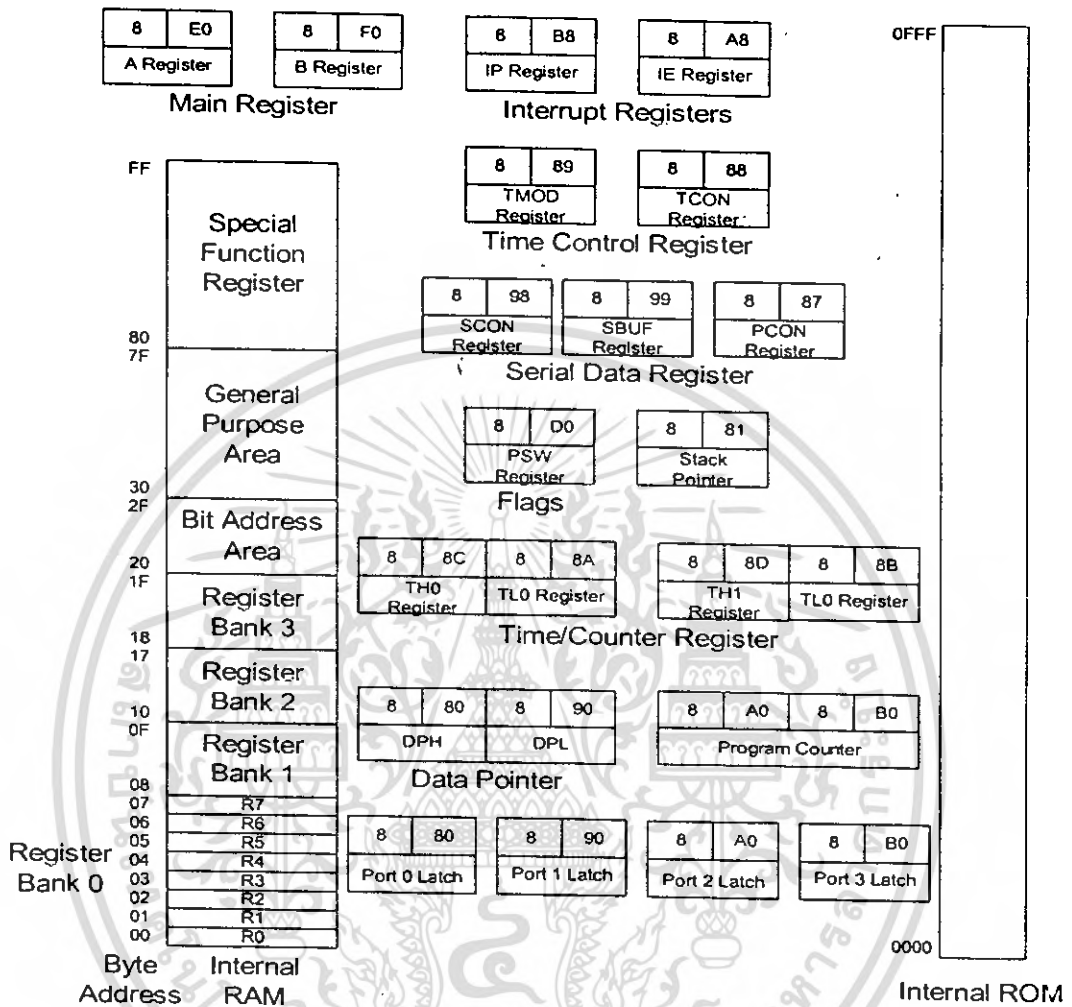 8 E0
A Register
8 F0
B Register
Main Register
8 B8
IP Register
8 A8
IE Register
Interrupt Registers
8 89
TMOD
Register
8 88
TCON
Register
Time Control Register
8 98
SCON
Register
8 99
SBUF
Register
8 87
PCON
Register
Serial Data Register
8 D0
PSW
Register
Flags
8 81
Stack
Pointer
8 8C 8 8A
TH0
Register
TL0 Register
8 8D 8 8B
TH1
Register
TL0 Register
Time/Counter Register
8 80 8 90
DPH DPL
Data Pointer
8 A0 8 B0
Program Counter
8 80
Port 0 Latch
8 90
Port 1 Latch
8 A0
Port 2 Latch
8 B0
Port 3 Latch
FF
Special
Function
Register
80
7F
General
Purpose
Area
30
2F
Bit Address
Area
20
1F
Register
Bank 3
18
17
Register
Bank 2
10
0F
Register
Bank 1
08
07 R7
06 R6
05 R5
04 R4
03 R3
02 R2
01 R1
00 R0
Register
Bank 0
Byte
Address
Internal
RAM
0FFF
0000
Internal ROM